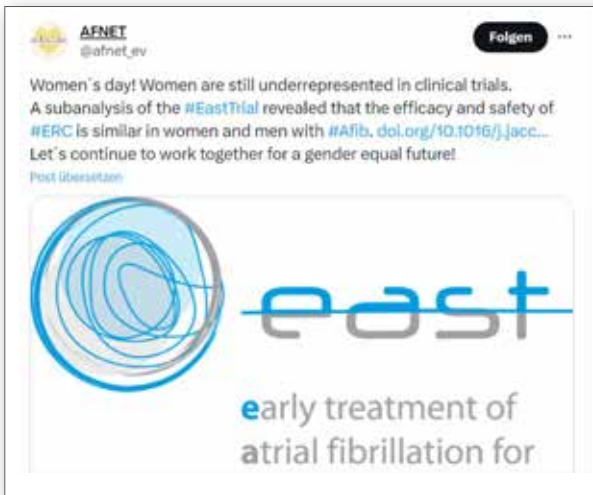 AFNET
@afnet_ev
Folgen
Women´s day! Women are still underrepresented in clinical trials.
A subanalysis of the #EastTrial revealed that the efficacy and safety of
#ERC is similar in women and men with #Afib. doi.org/10.1016/j.jacc...
Let´s continue to work together for a gender equal future!
Post übersetzen
east
early treatment of
atrial fibrillation for